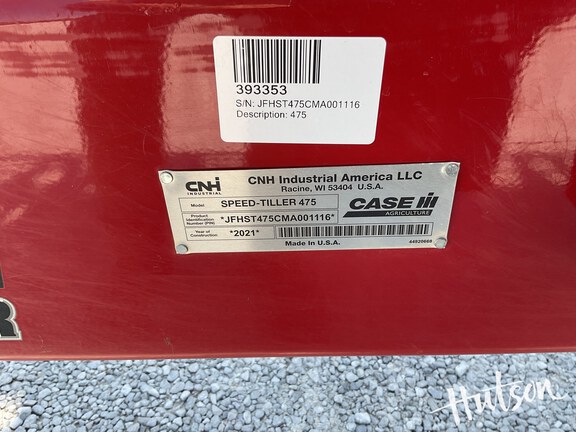 393353
S/N: JFHST475CMA001116
Description: 475
CNH
INDUSTRIAL
CNH Industrial America LLC
Racine, WI 53404 U.S.A.
Model
SPEED-TILLER 475
Product
Identification
Number (PIN)
*JFHST475CMA001116*
CASE IH
AGRICULTURE
Year of
Construction
*2021*
Made In U.S.A.
84520669
R
Hutson